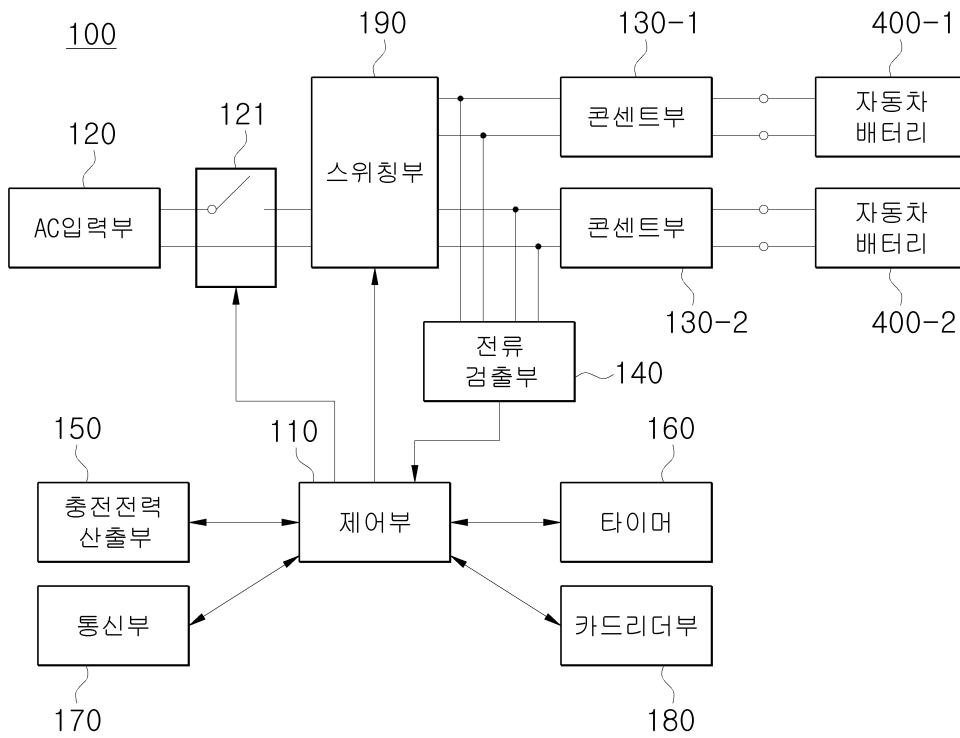 100
190
130-1
400-1
120
121
AC입력부
스위칭부
콘센트부
자동차
배터리
콘센트부
자동차
배터리
130-2
400-2
전류
검출부
140
150
110
160
충전전력
산출부
제어부
타이머
통신부
카드리더부
170
180